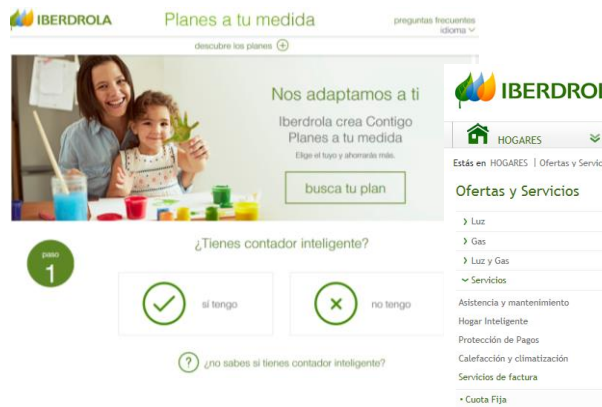 IBERDROLA
Planes a tu medida
preguntas frecuentes
idioma
descubre los planes
Nos adaptamos a ti
Iberdrola crea Contigo
Planes a tu medida
Elige el tuyo y ahorrarás más.
busca tu plan
paso
1
¿Tienes contador inteligente?
sí tengo
no tengo
? ¿no sabes si tienes contador inteligente?
IBERDROL
HOGARES
Estás en HOGARES | Ofertas y Servic
Ofertas y Servicios
Luz
Gas
Luz y Gas
Servicios
Asistencia y mantenimiento
Hogar Inteligente
Protección de Pagos
Calefacción y climatización
Servicios de factura
• Cuota Fija